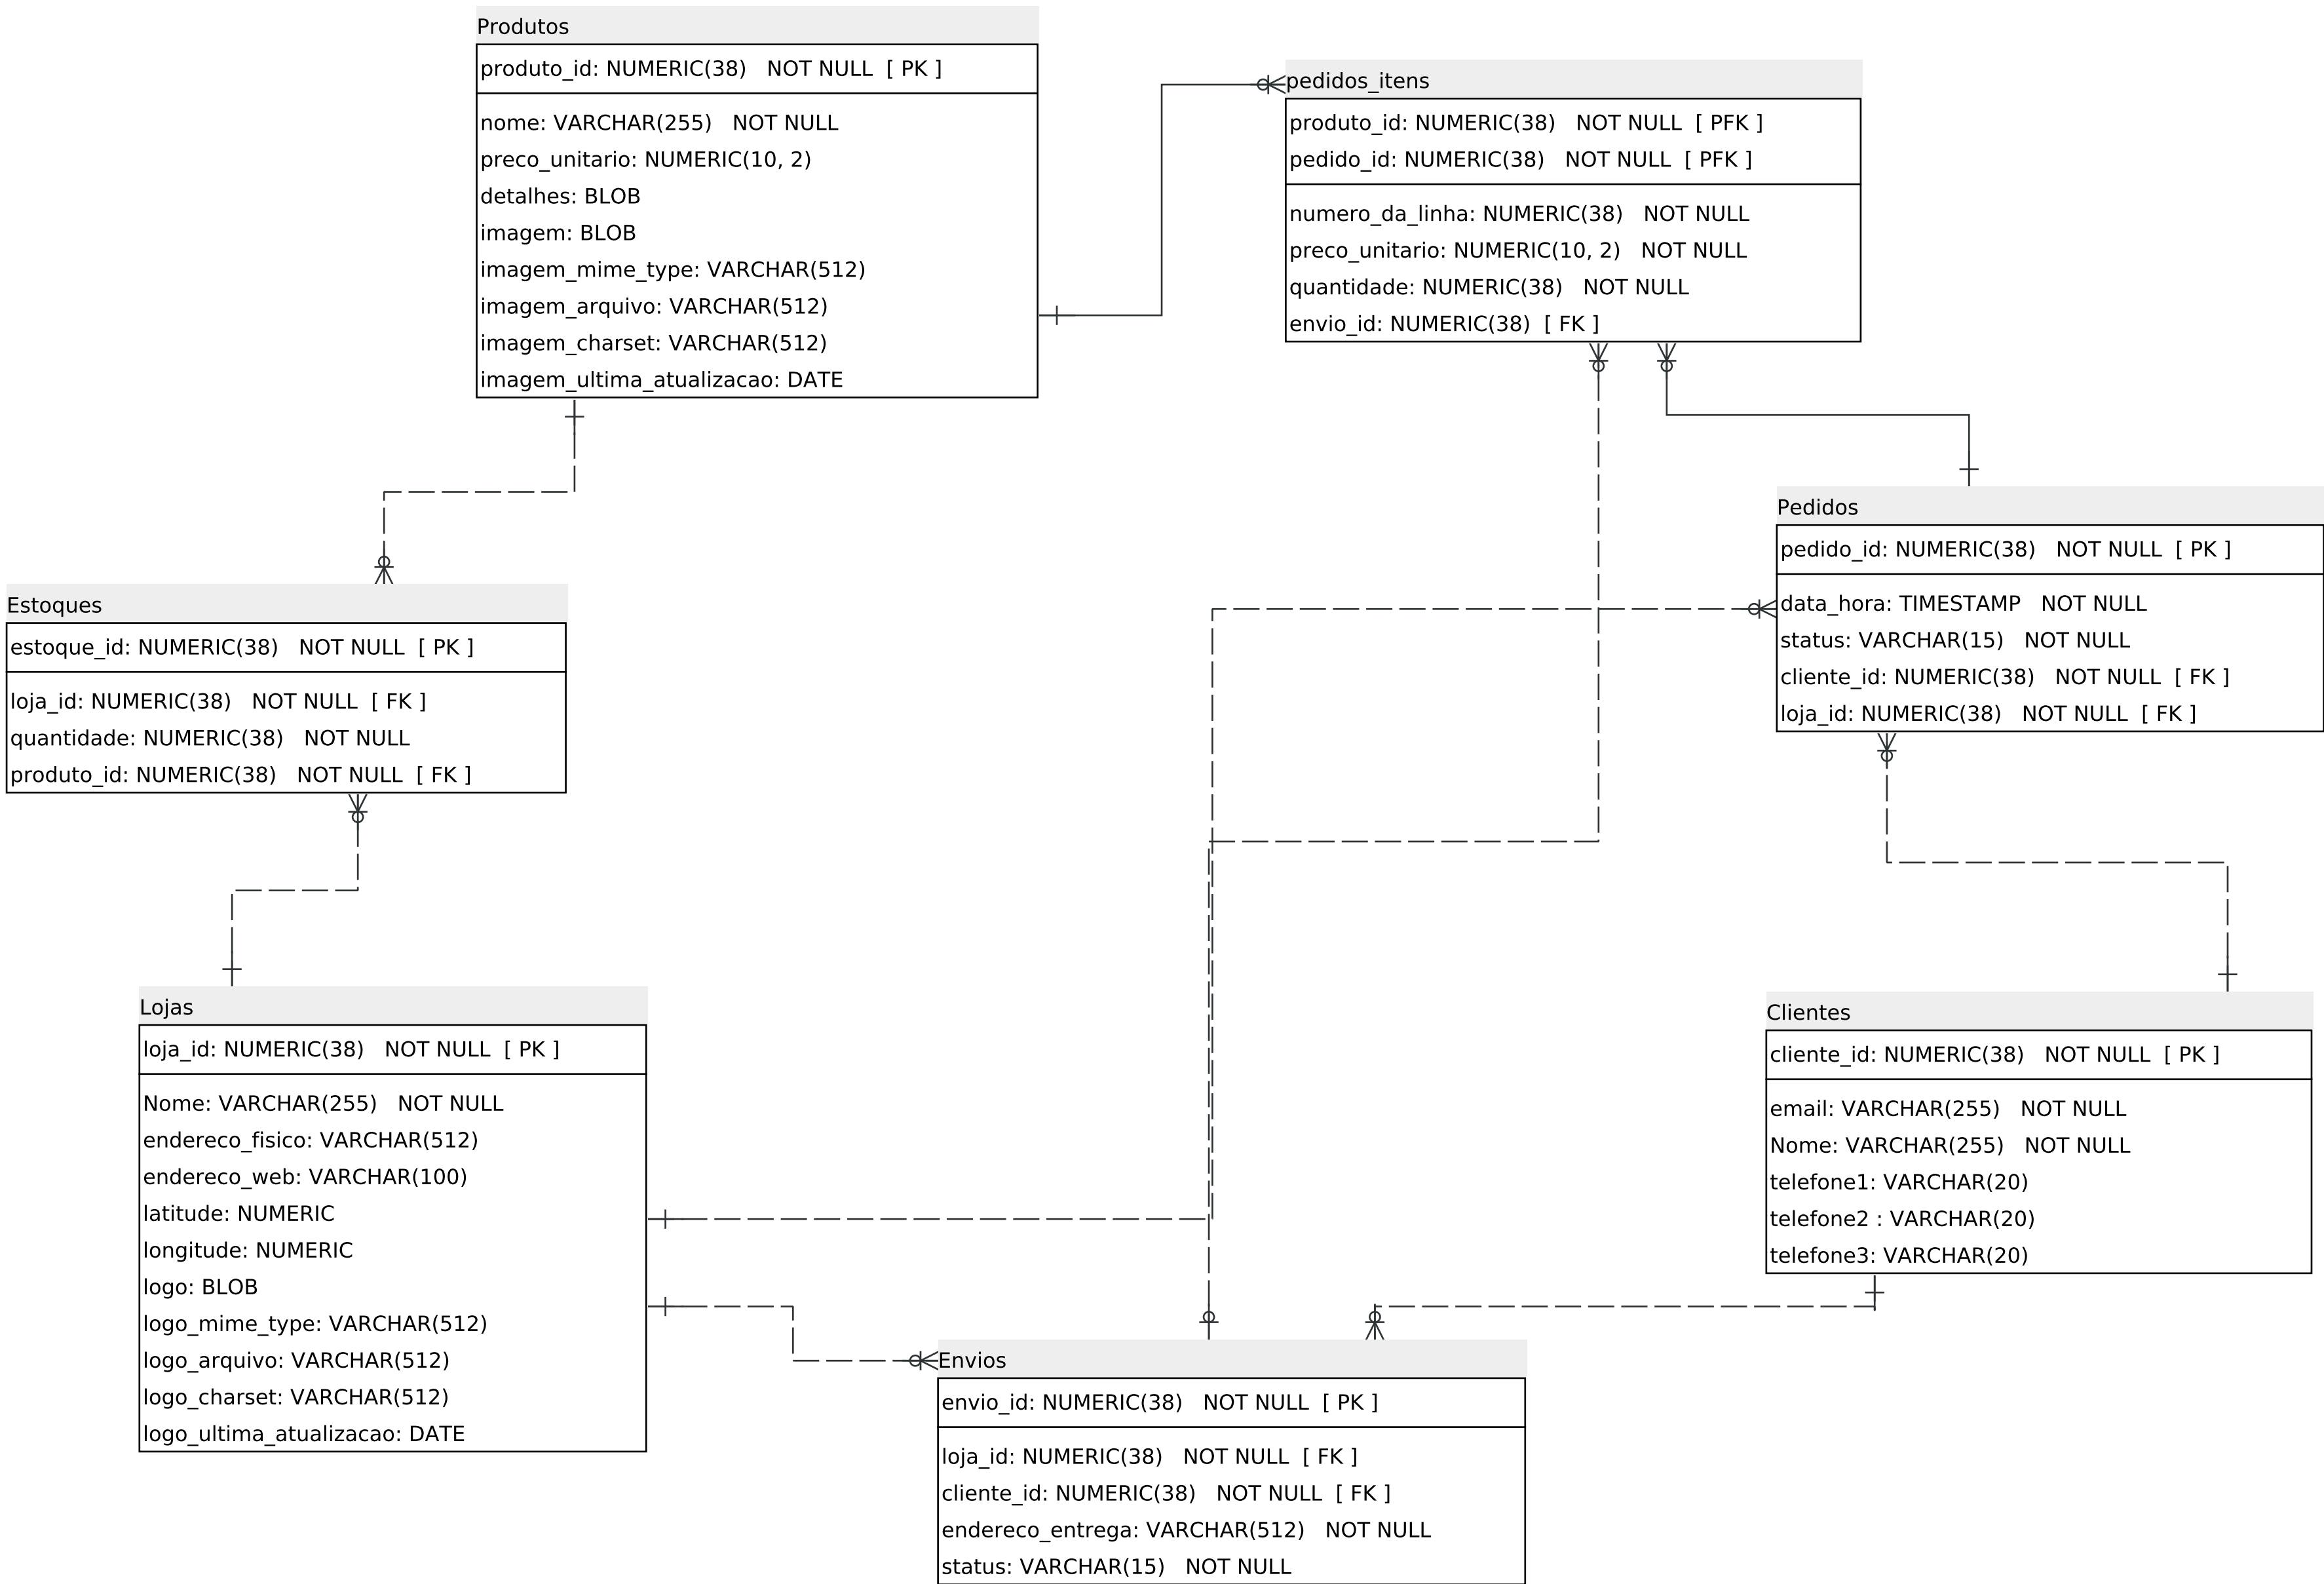 Produtos
produto_id: NUMERIC(38) NOT NULL [ PK ]
nome: VARCHAR(255) NOT NULL
preco_unitario: NUMERIC(10, 2)
detalhes: BLOB
imagem: BLOB
imagem_mime_type: VARCHAR(512)
imagem_arquivo: VARCHAR(512)
imagem_charset: VARCHAR(512)
imagem_ultima_atualizacao: DATE
pedidos_itens
produto_id: NUMERIC(38) NOT NULL [ PFK ]
pedido_id: NUMERIC(38) NOT NULL [ PFK ]
numero_da_linha: NUMERIC(38) NOT NULL
preco_unitario: NUMERIC(10, 2) NOT NULL
quantidade: NUMERIC(38) NOT NULL
envio_id: NUMERIC(38) [ FK ]
Pedidos
pedido_id: NUMERIC(38) NOT NULL [ PK ]
data_hora: TIMESTAMP NOT NULL
status: VARCHAR(15) NOT NULL
cliente_id: NUMERIC(38) NOT NULL [ FK ]
loja_id: NUMERIC(38) NOT NULL [ FK ]
Estoques
estoque_id: NUMERIC(38) NOT NULL [ PK ]
loja_id: NUMERIC(38) NOT NULL [ FK ]
quantidade: NUMERIC(38) NOT NULL
produto_id: NUMERIC(38) NOT NULL [ FK ]
Lojas
loja_id: NUMERIC(38) NOT NULL [ PK ]
Nome: VARCHAR(255) NOT NULL
endereco_fisico: VARCHAR(512)
endereco_web: VARCHAR(100)
latitude: NUMERIC
longitude: NUMERIC
logo: BLOB
logo_mime_type: VARCHAR(512)
logo_arquivo: VARCHAR(512)
logo_charset: VARCHAR(512)
logo_ultima_atualizacao: DATE
Clientes
cliente_id: NUMERIC(38) NOT NULL [ PK ]
email: VARCHAR(255) NOT NULL
Nome: VARCHAR(255) NOT NULL
telefone1: VARCHAR(20)
telefone2 : VARCHAR(20)
telefone3: VARCHAR(20)
Envios
envio_id: NUMERIC(38) NOT NULL [ PK ]
loja_id: NUMERIC(38) NOT NULL [ FK ]
cliente_id: NUMERIC(38) NOT NULL [ FK ]
endereco_entrega: VARCHAR(512) NOT NULL
status: VARCHAR(15) NOT NULL